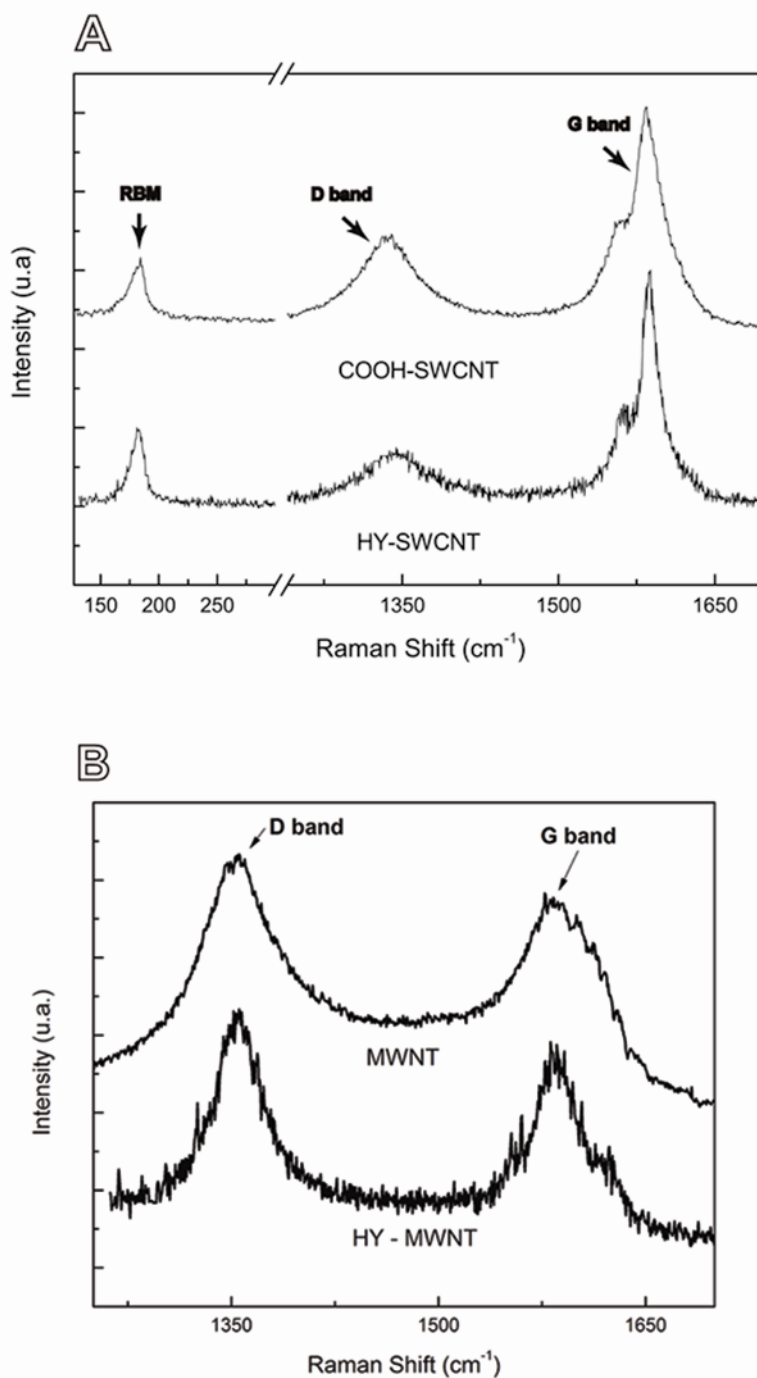 A
G band
RBM
D band
COOH-SWCNT
HY-SWCNT
Intensity (u.a)
150 200 250 1350 1500 1650
Raman Shift (cm⁻¹)
B
D band
G band
MWNT
HY - MWNT
Intensity (u.a.)
1350 1500 1650
Raman Shift (cm⁻¹)